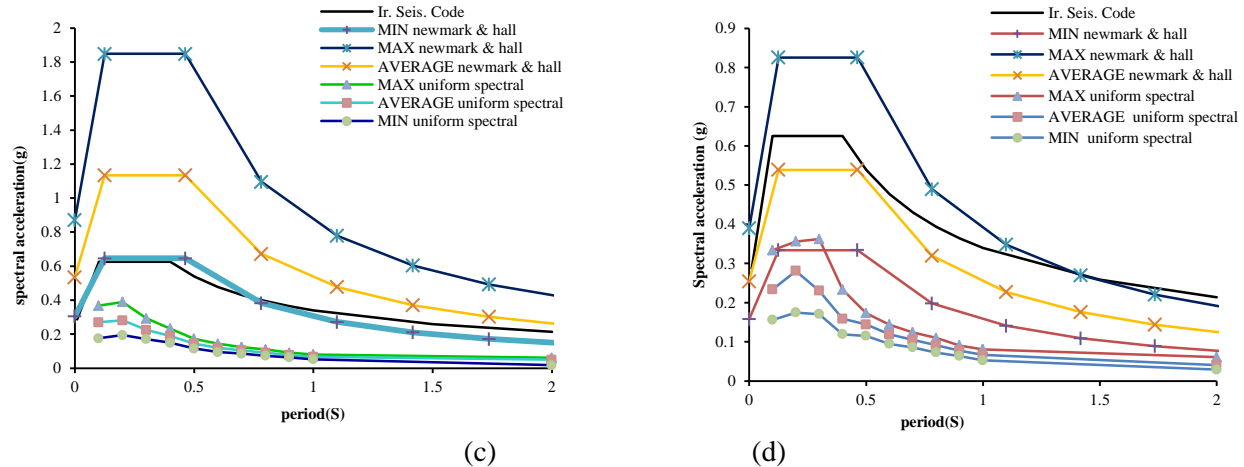 Ir. Seis. Code
MIN newmark & hall
MAX newmark & hall
AVERAGE newmark & hall
MAX uniform spectral
AVERAGE uniform spectral
MIN uniform spectral
2
1.8
1.6
1.4
1.2
1
0.8
0.6
0.4
0.2
0
spectral acceleration(g)
0
0.5
1
1.5
2
period(S)
(c)
Ir. Seis. Code
MIN newmark & hall
MAX newmark & hall
AVERAGE newmark & hall
MAX uniform spectral
AVERAGE uniform spectral
MIN uniform spectral
0.9
0.8
0.7
0.6
0.5
0.4
0.3
0.2
0.1
0
Spectral acceleration (g)
0
0.5
1
1.5
2
period(S)
(d)